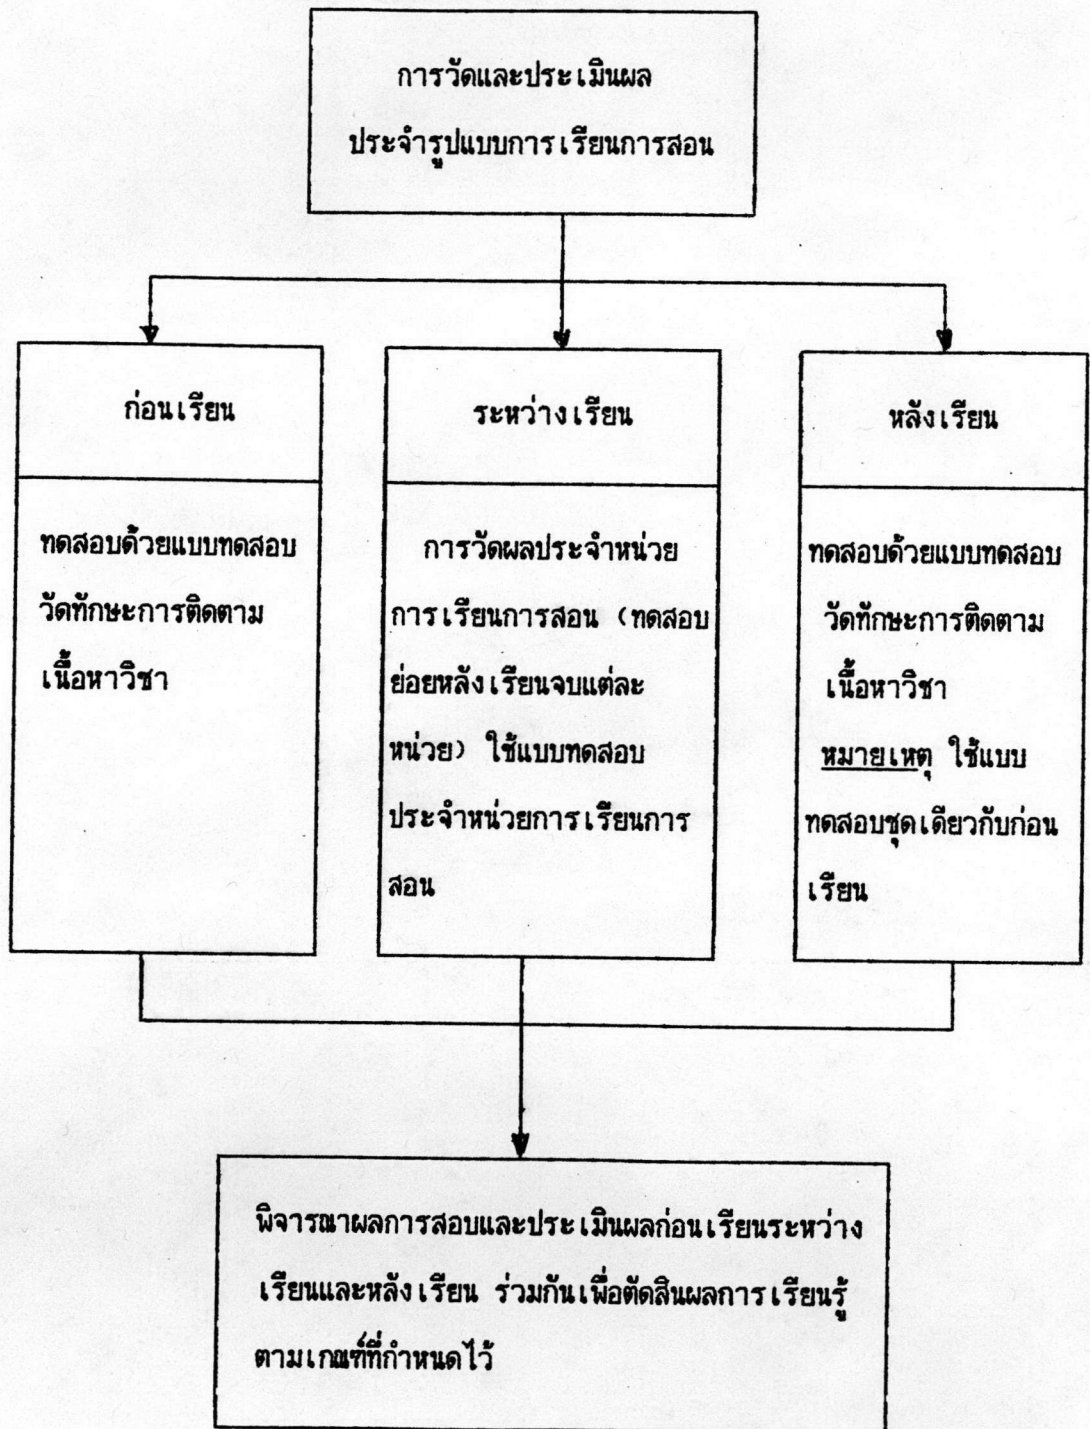 การวัดและประเมินผล
ประจำรูปแบบการเรียนการสอน
ก่อนเรียน
ทดสอบด้วยแบบทดสอบ
วัดทักษะการติดตาม
เนื้อหาวิชา
ระหว่างเรียน
การวัดผลประจำหน่วย
การเรียนการสอน (ทดสอบ
ย่อยหลังเรียนจบแต่ละ
หน่วย) ใช้แบบทดสอบ
ประจำหน่วยการเรียนการ
สอน
หลังเรียน
ทดสอบด้วยแบบทดสอบ
วัดทักษะการติดตาม
เนื้อหาวิชา
หมายเหตุ ใช้แบบ
ทดสอบชุดเดียวกับก่อน
เรียน
พิจารณาผลการสอบและประเมินผลก่อนเรียนระหว่าง
เรียนและหลังเรียน ร่วมกันเพื่อตัดสินผลการเรียนรู้
ตามเกณฑ์ที่กำหนดไว้